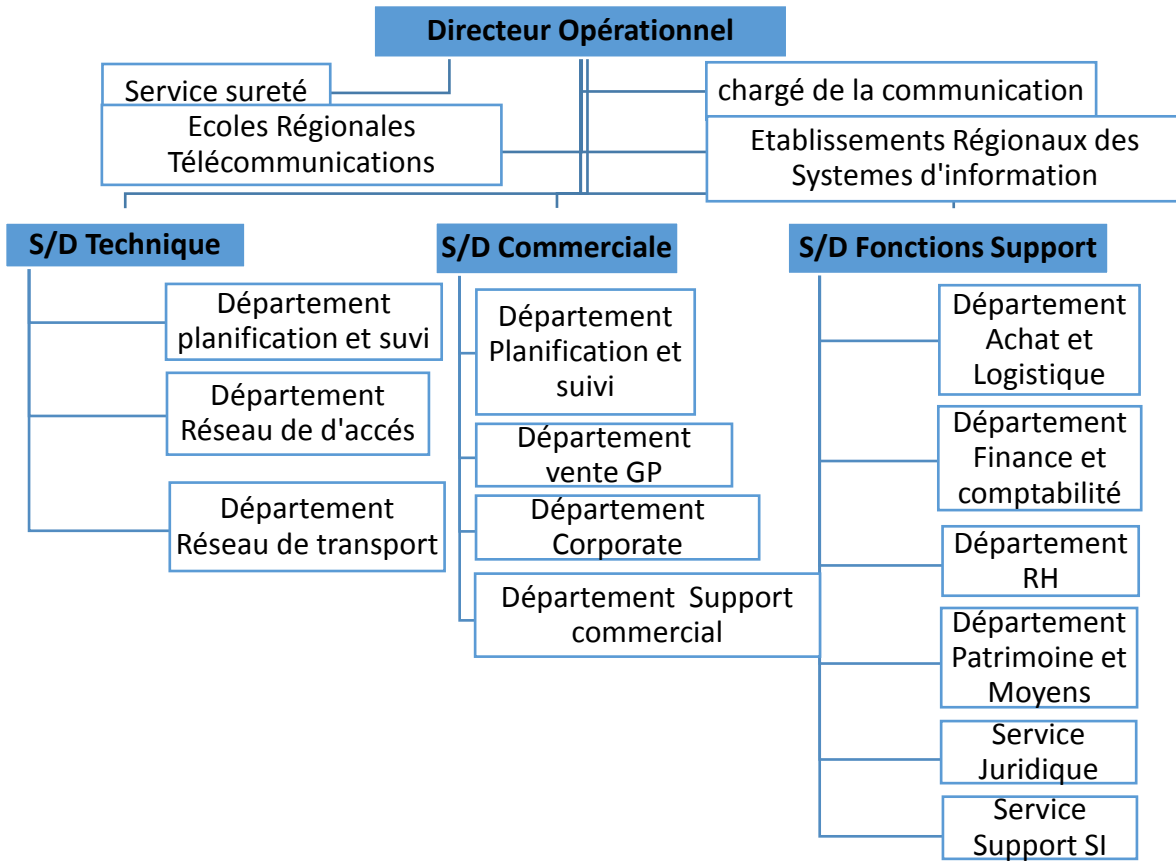 Directeur Opérationnel
Service sureté
chargé de la communication
Ecoles Régionales
Télécommunications
Etablissements Régionaux des
Systemes d'information
S/D Technique
Département
planification et suvi
Département
Réseau de d'accés
Département
Réseau de transport
S/D Commerciale
Département
Planification et
suivi
Département
vente GP
Département
Corporate
Département Support
commercial
S/D Fonctions Support
Département
Achat et
Logistique
Département
Finance et
comptabilité
Département
RH
Département
Patrimoine et
Moyens
Service
Juridique
Service
Support SI